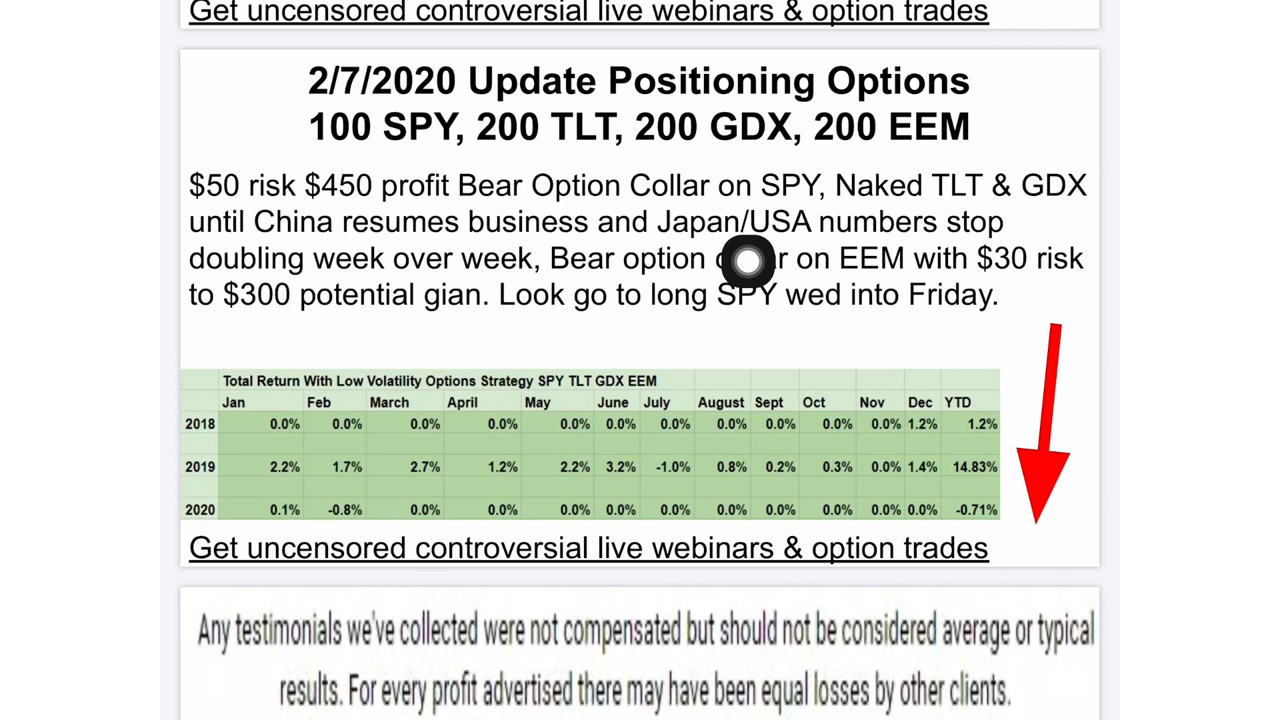 Get uncensored controversial live webinars & option trades
2/7/2020 Update Positioning Options
100 SPY, 200 TLT, 200 GDX, 200 EEM
$50 risk $450 profit Bear Option Collar on SPY, Naked TLT & GDX
until China resumes business and Japan/USA numbers stop
doubling week over week, Bear option on EEM with $30 risk
to $300 potential gian. Look go to long SPY wed into Friday.
Total Return With Low Volatility Options Strategy SPY TLT GDX EEM
Jan Feb March April May June July August Sept Oct Nov Dec YTD
2018 0.0% 0.0% 0.0% 0.0% 0.0% 0.0% 0.0% 0.0% 0.0% 0.0% 0.0% 1.2% 1.2%
2019 2.2% 1.7% 2.7% 1.2% 2.2% 3.2% -1.0% 0.8% 0.2% 0.3% 0.0% 1.4% 14.83%
2020 0.1% -0.8% 0.0% 0.0% 0.0% 0.0% 0.0% 0.0% 0.0% 0.0% 0.0% 0.0% -0.71%
Get uncensored controversial live webinars & option trades
Any testimonials we've collected were not compensated but should not be considered average or typical
results. For every profit advertised there may have been equal losses by other clients.